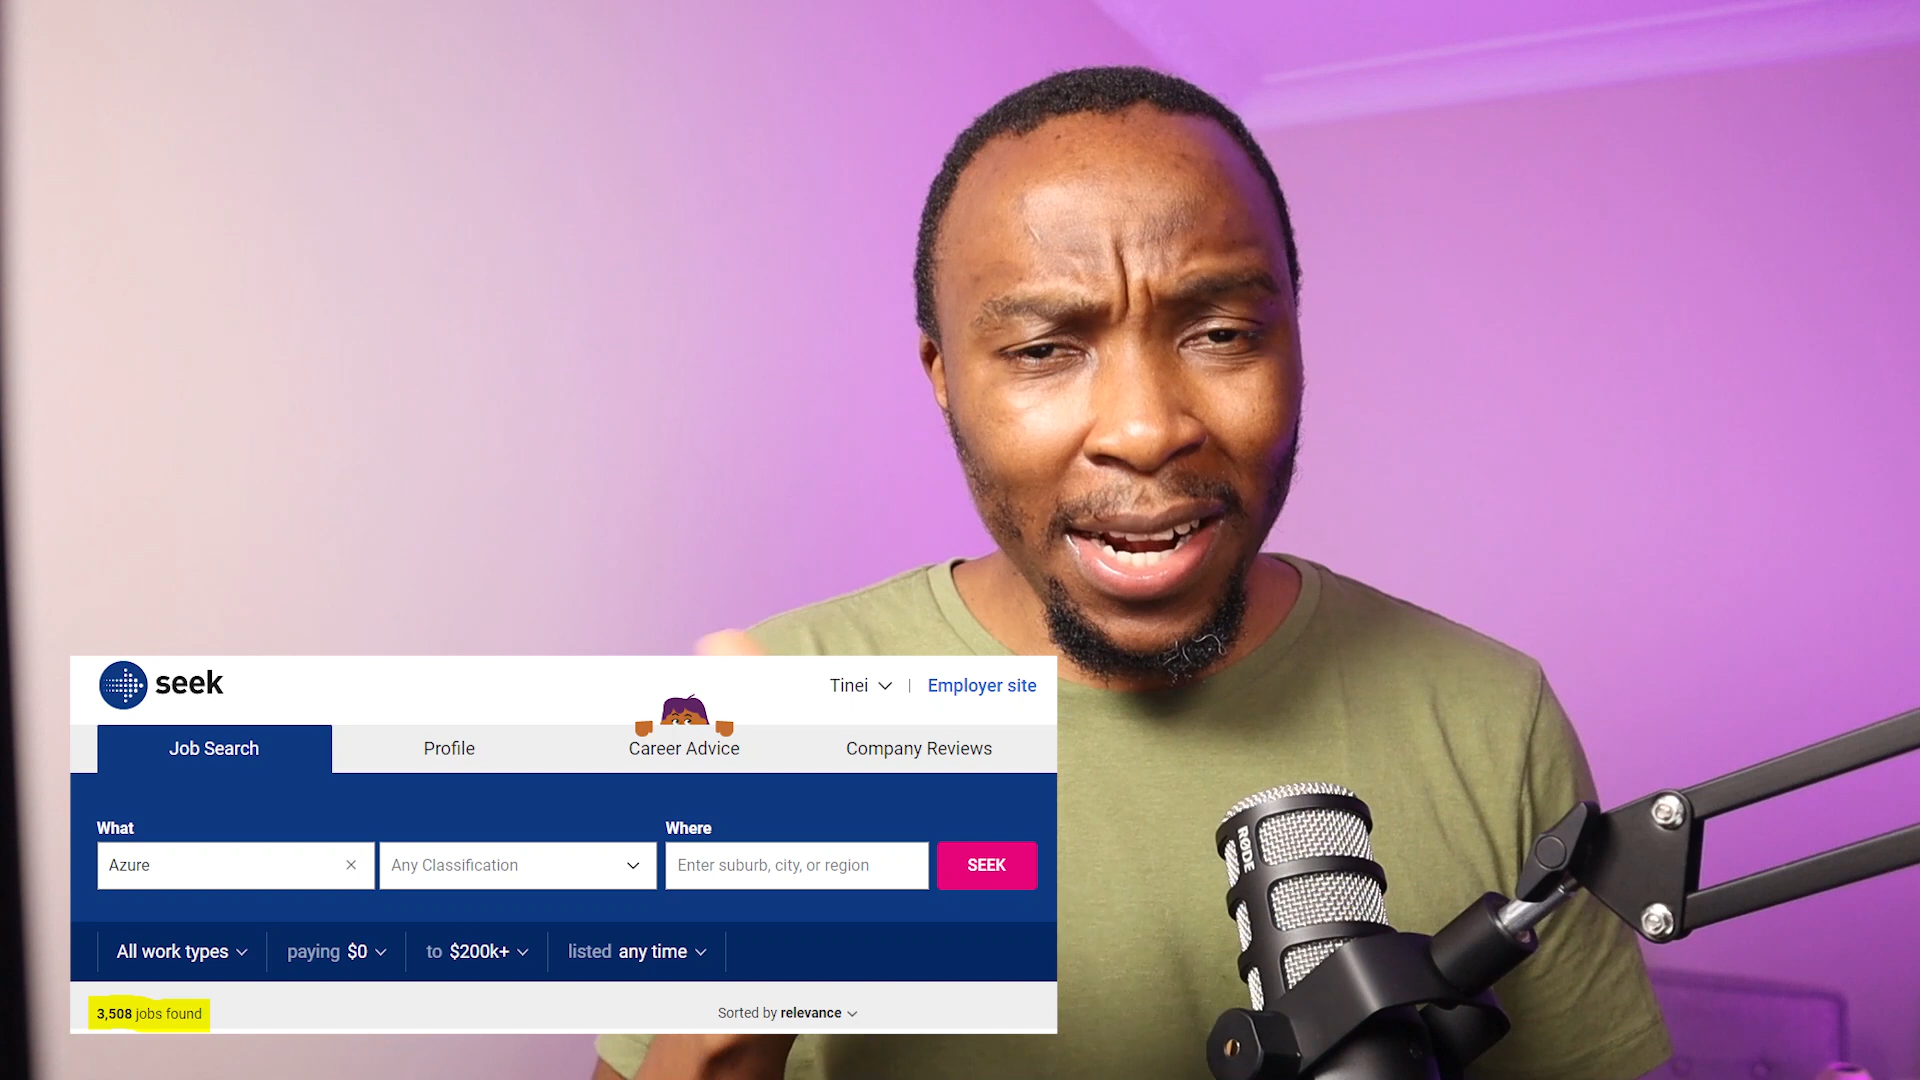 seek
Tinei | Employer site
Job Search Profile Career Advice Company Reviews
What Where
Azure Any Classification Enter suburb, city, or region SEEK
All work types paying $0 to $200k+ listed any time
3,508 jobs found Sorted by relevance
RØDE